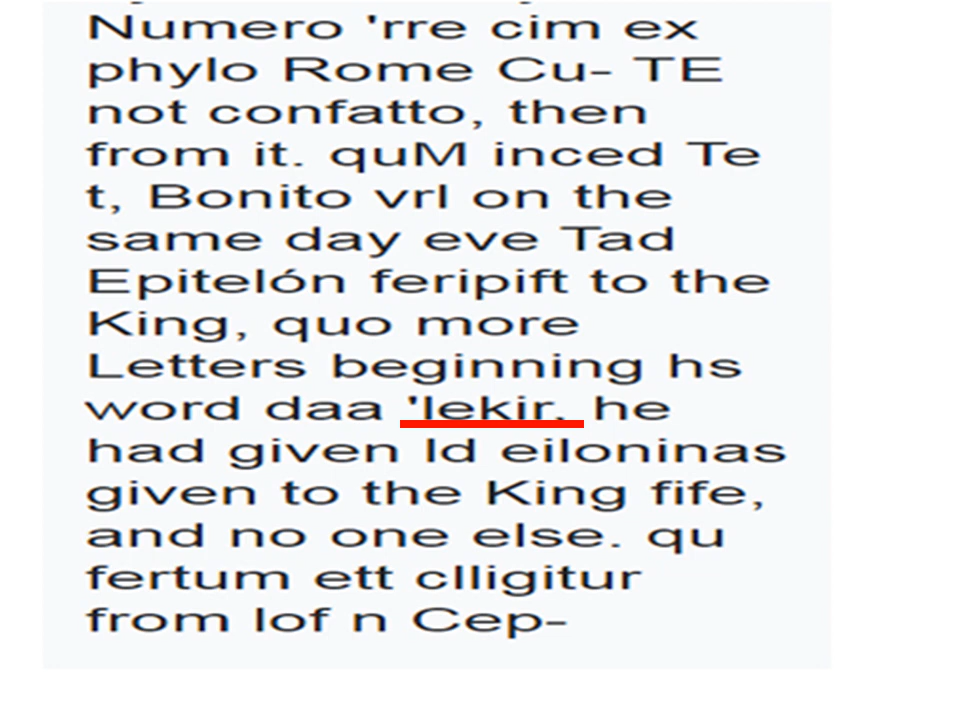 Numero 'rre cim ex
phylo Rome Cu- TE
not confatto, then
from it. quM inced Te
t, Bonito vrl on the
same day eve Tad
Epitelón feripift to the
King, quo more
Letters beginning hs
word daa 'lekir. he
had given ld eiloninas
given to the King fife,
and no one else. qu
fertum ett clligitur
from lof n Cep-